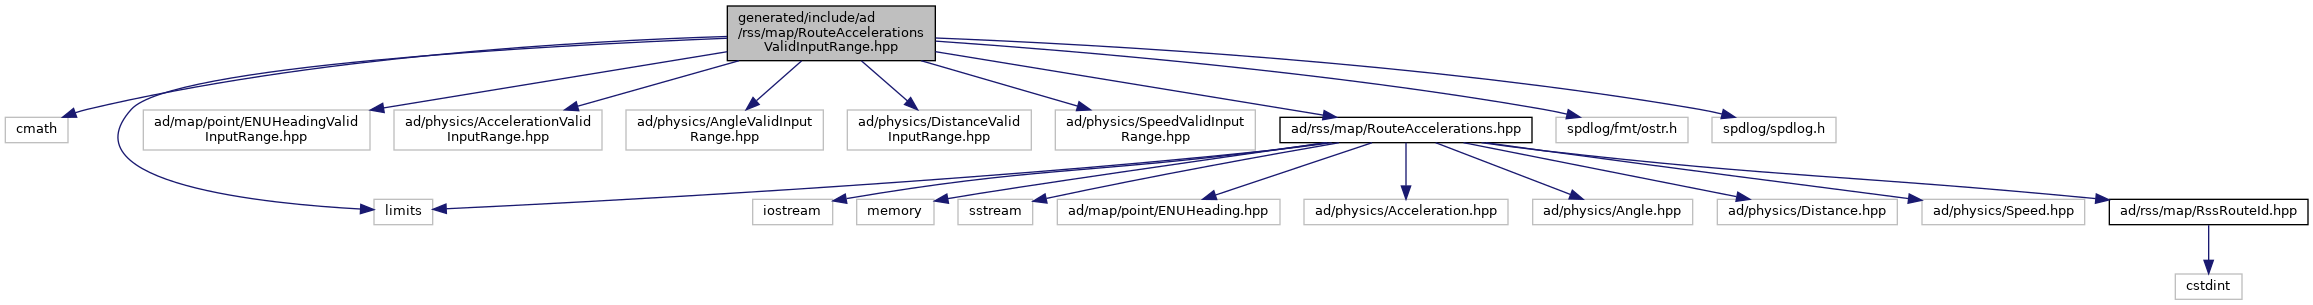 generated/include/ad
/rss/map/RouteAccelerations
ValidInputRange.hpp
cmath
ad/map/point/ENUHeadingValid
InputRange.hpp
ad/physics/AccelerationValid
InputRange.hpp
ad/physics/AngleValidInput
Range.hpp
ad/physics/DistanceValid
InputRange.hpp
ad/physics/SpeedValidInput
Range.hpp
ad/rss/map/RouteAccelerations.hpp
spdlog/fmt/ostr.h
spdlog/spdlog.h
limits
iostream
memory
sstream
ad/map/point/ENUHeading.hpp
ad/physics/Acceleration.hpp
ad/physics/Angle.hpp
ad/physics/Distance.hpp
ad/physics/Speed.hpp
ad/rss/map/RssRouteId.hpp
cstdint